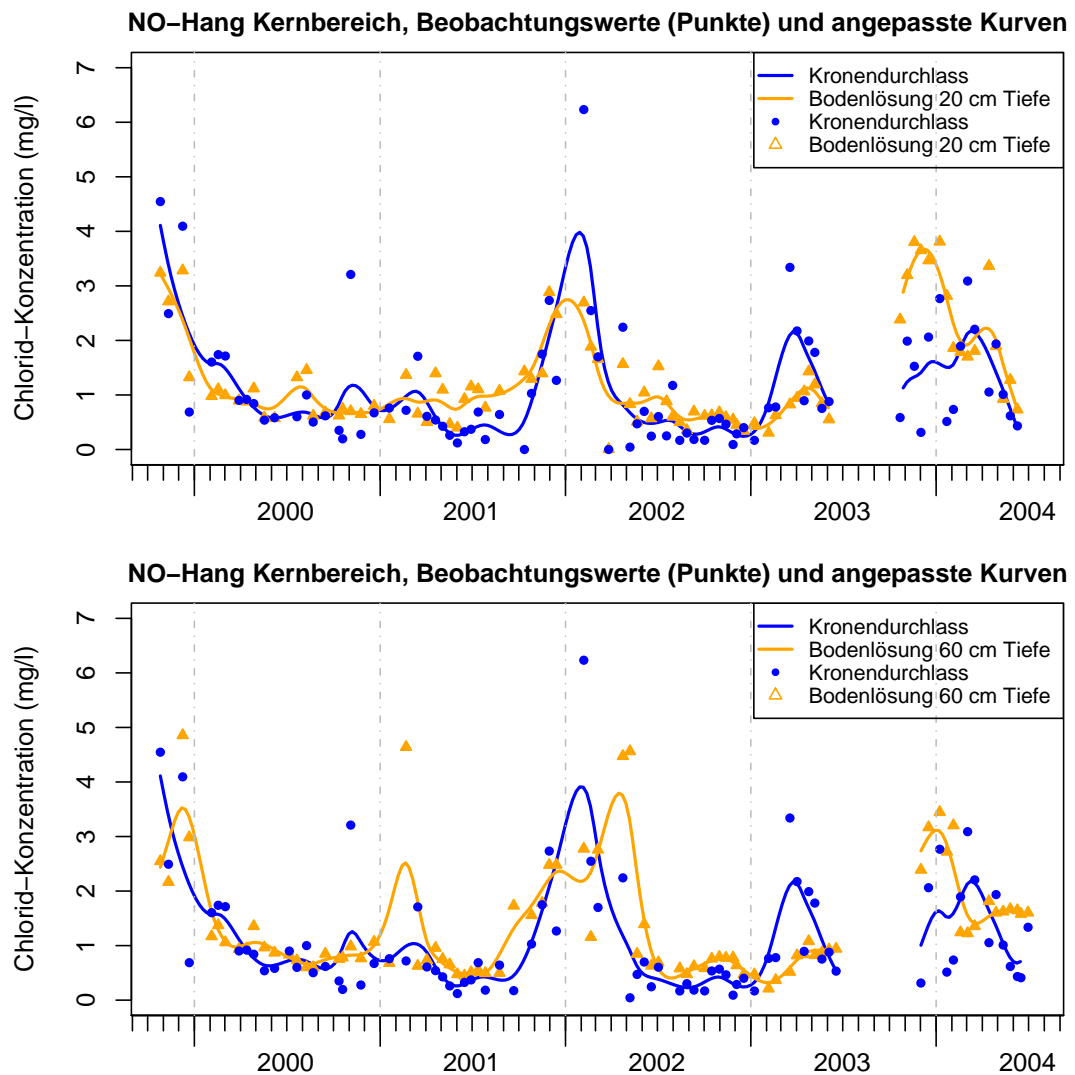 NO–Hang Kernbereich, Beobachtungswerte (Punkte) und angepasste Kurven
Chlorid–Konzentration (mg/l)
7
6
5
4
3
2
1
0
Kronendurchlass
Bodenlösung 20 cm Tiefe
Kronendurchlass
Bodenlösung 20 cm Tiefe
2000 2001 2002 2003 2004
NO–Hang Kernbereich, Beobachtungswerte (Punkte) und angepasste Kurven
Chlorid–Konzentration (mg/l)
7
6
5
4
3
2
1
0
Kronendurchlass
Bodenlösung 60 cm Tiefe
Kronendurchlass
Bodenlösung 60 cm Tiefe
2000 2001 2002 2003 2004